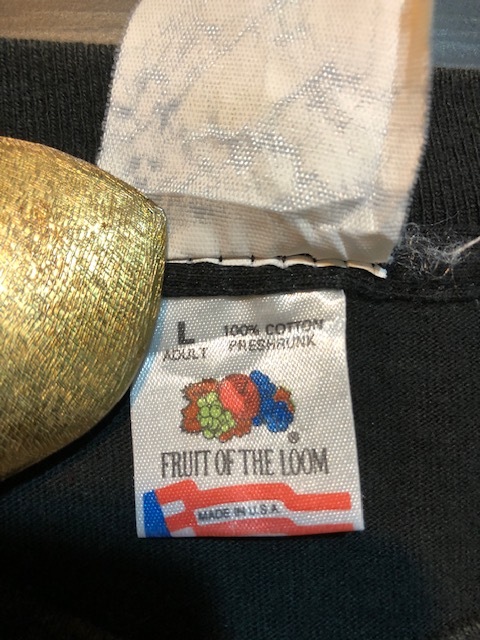 L 100% COTTON
ADULT PRESHRUNK
®
FRUIT OF THE LOOM
MADE IN U.S.A.